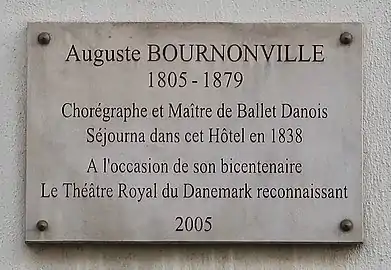 Auguste BOURNONVILLE
1805 - 1879
Chorégraphe et Maître de Ballet Danois
Séjourna dans cet Hôtel en 1838
A l'occasion de son bicentenaire
Le Théâtre Royal du Danemark reconnaissant
2005